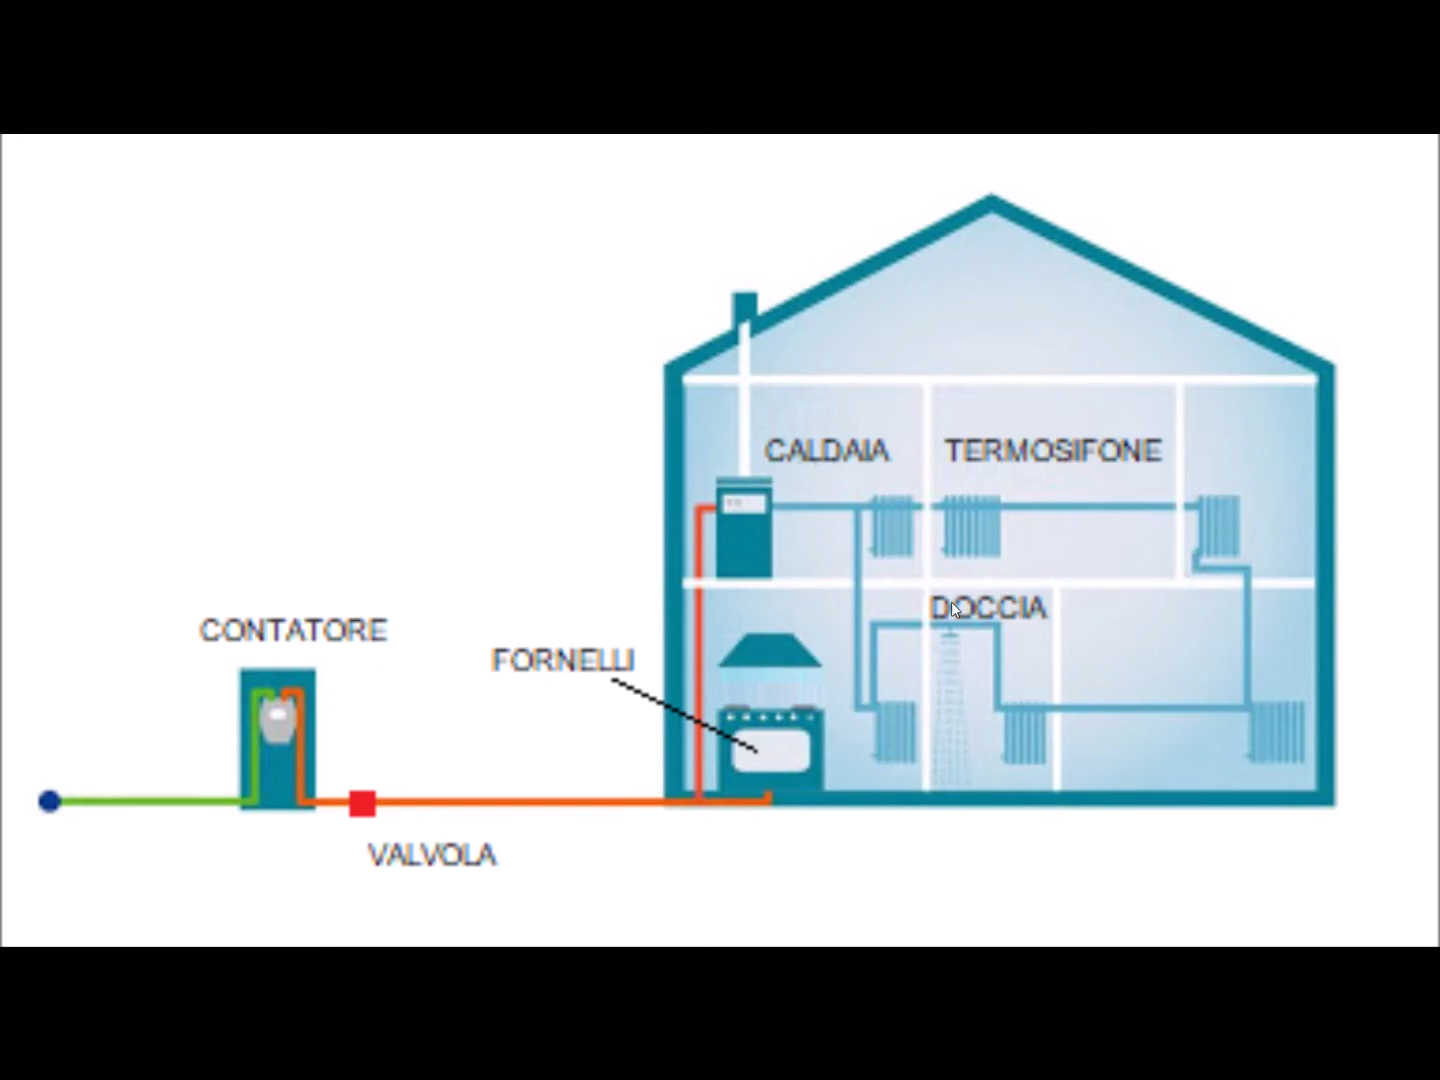 CALDAIA
TERMOSIFONE
DOCCIA
CONTATORE
FORNELLI
VALVOLA